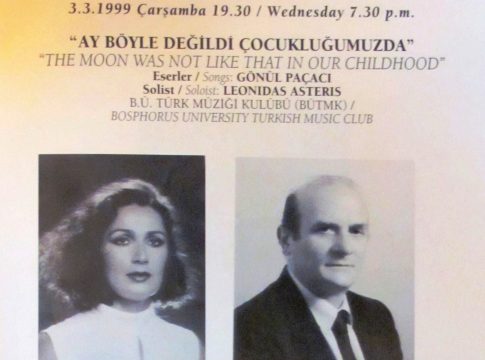 3.3.1999 Çarşamba 19.30 / Wednesday 7.30 p.m.
“AY BÖYLE DEĞİLDİ ÇOCUKLUĞUMUZDA”
“THE MOON WAS NOT LIKE THAT IN OUR CHILDHOOD”
Eserler / Songs: GÖNÜL PAÇACI
Solist / Soloist: LEONIDAS ASTERIS
B.Ü. TÜRK MÜZİĞİ KULÜBÜ (BÜTMK) /
BOSPHORUS UNIVERSITY TURKISH MUSIC CLUB